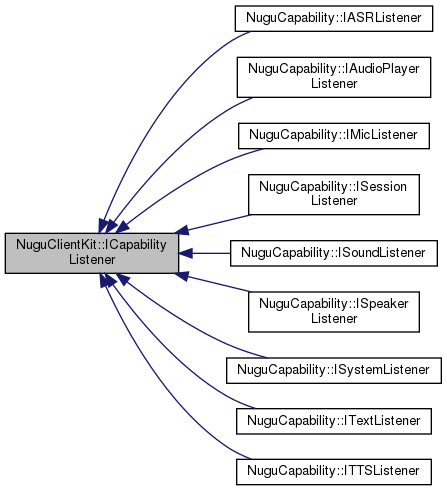 NuguCapability::IASRListener
NuguCapability::IAudioPlayer
Listener
NuguCapability::IMicListener
NuguCapability::ISession
Listener
NuguClientKit::ICapability
Listener
NuguCapability::ISoundListener
NuguCapability::ISpeaker
Listener
NuguCapability::ISystemListener
NuguCapability::ITextListener
NuguCapability::ITTSListener